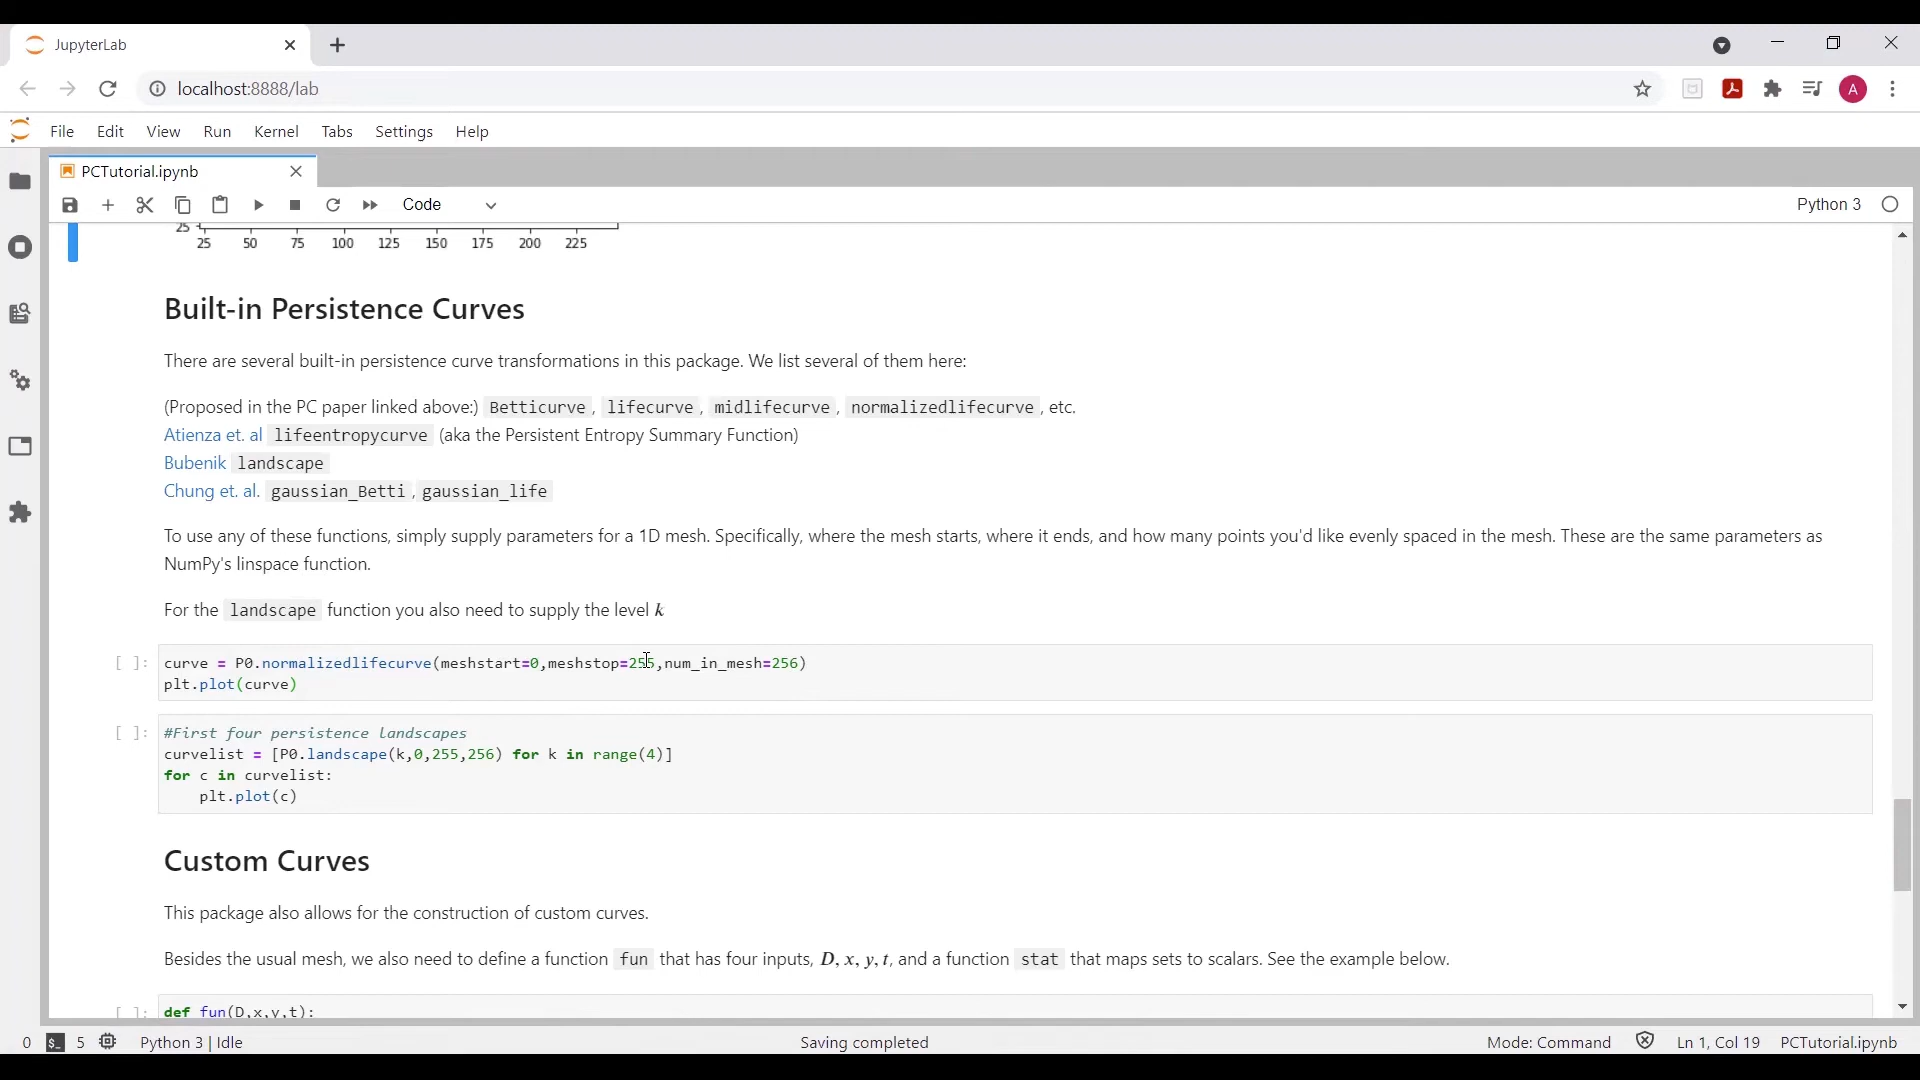 JupyterLab
localhost:8888/lab
A
File Edit View Run Kernel Tabs Settings Help
PCTutorial.ipynb
Code
Python 3
25
25 50 75 100 125 150 175 200 225
Built-in Persistence Curves
There are several built-in persistence curve transformations in this package. We list several of them here:
(Proposed in the PC paper linked above:) Betticurve , lifecurve , midlifecurve , normalizedlifecurve , etc.
Atienza et. al lifeentropycurve (aka the Persistent Entropy Summary Function)
Bubenik landscape
Chung et. al. gaussian_Betti , gaussian_life
To use any of these functions, simply supply parameters for a 1D mesh. Specifically, where the mesh starts, where it ends, and how many points you'd like evenly spaced in the mesh. These are the same parameters as
NumPy's linspace function.
For the landscape function you also need to supply the level k
[ ]: curve = P0.normalizedlifecurve(meshstart=0,meshstop=255,num_in_mesh=256)
plt.plot(curve)
[ ]: #First four persistence landscapes
curvelist = [P0.landscape(k,0,255,256) for k in range(4)]
for c in curvelist:
    plt.plot(c)
Custom Curves
This package also allows for the construction of custom curves.
Besides the usual mesh, we also need to define a function fun that has four inputs, D, x, y, t, and a function stat that maps sets to scalars. See the example below.
[ ]: def fun(D,x,y,t):
0 5 Python 3 | Idle Saving completed Mode: Command Ln 1, Col 19 PCTutorial.ipynb